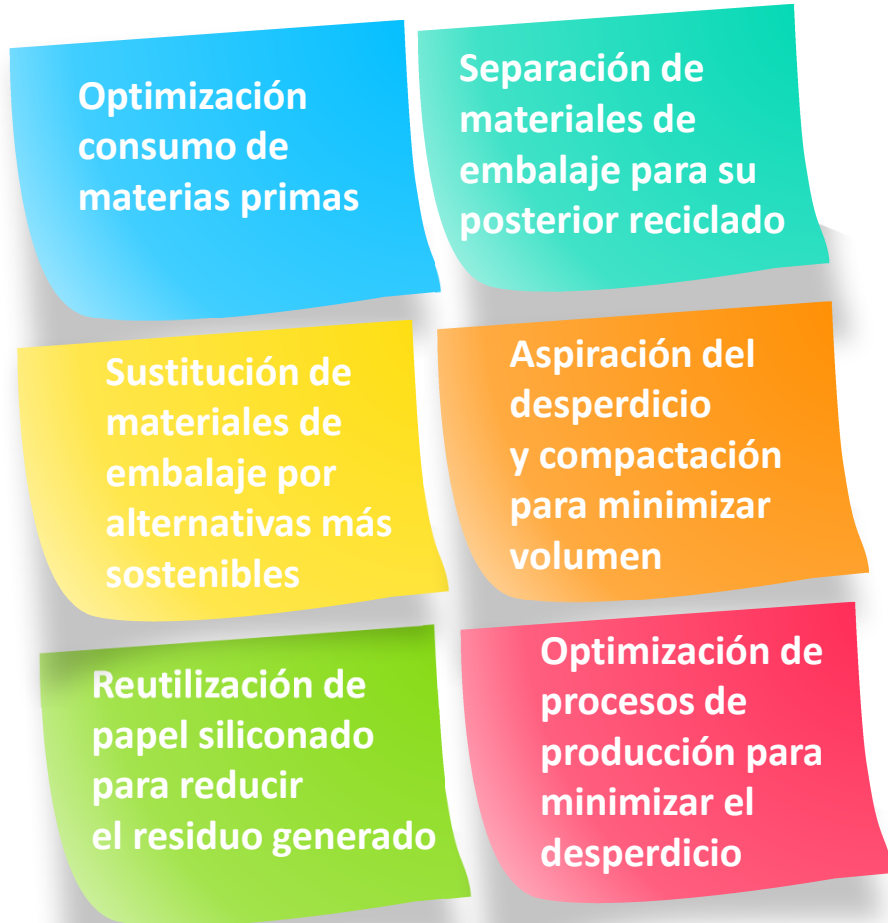 Optimización
consumo de
materias primas
Separación de
materiales de
embalaje para su
posterior reciclado
Sustitución de
materiales de
embalaje por
alternativas más
sostenibles
Aspiración del
desperdicio
y compactación
para minimizar
volumen
Reutilización de
papel siliconado
para reducir
el residuo generado
Optimización de
procesos de
producción para
minimizar el
desperdicio